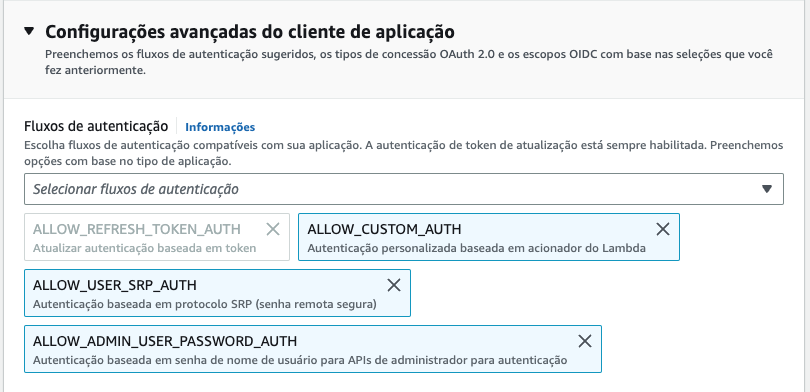 Configurações avançadas do cliente de aplicação
Preenchemos os fluxos de autenticação sugeridos, os tipos de concessão OAuth 2.0 e os escopos OIDC com base nas seleções que você
fez anteriormente.
Fluxos de autenticação Informações
Escolha fluxos de autenticação compatíveis com sua aplicação. A autenticação de token de atualização está sempre habilitada. Preenchemos
opções com base no tipo de aplicação.
Selecionar fluxos de autenticação
ALLOW_REFRESH_TOKEN_AUTH
Atualizar autenticação baseada em token
ALLOW_CUSTOM_AUTH
Autenticação personalizada baseada em acionador do Lambda
ALLOW_USER_SRP_AUTH
Autenticação baseada em protocolo SRP (senha remota segura)
ALLOW_ADMIN_USER_PASSWORD_AUTH
Autenticação baseada em senha de nome de usuário para APIs de administrador para autenticação